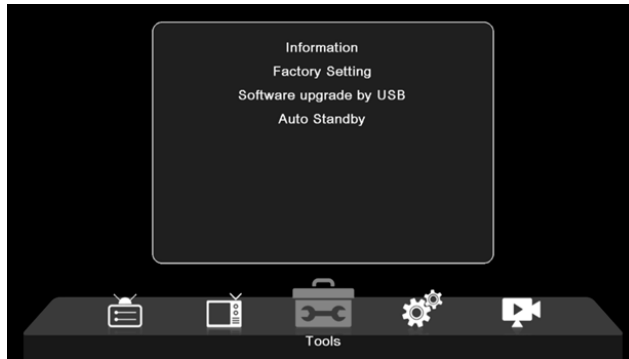 Information
Factory Setting
Software upgrade by USB
Auto Standby
Tools